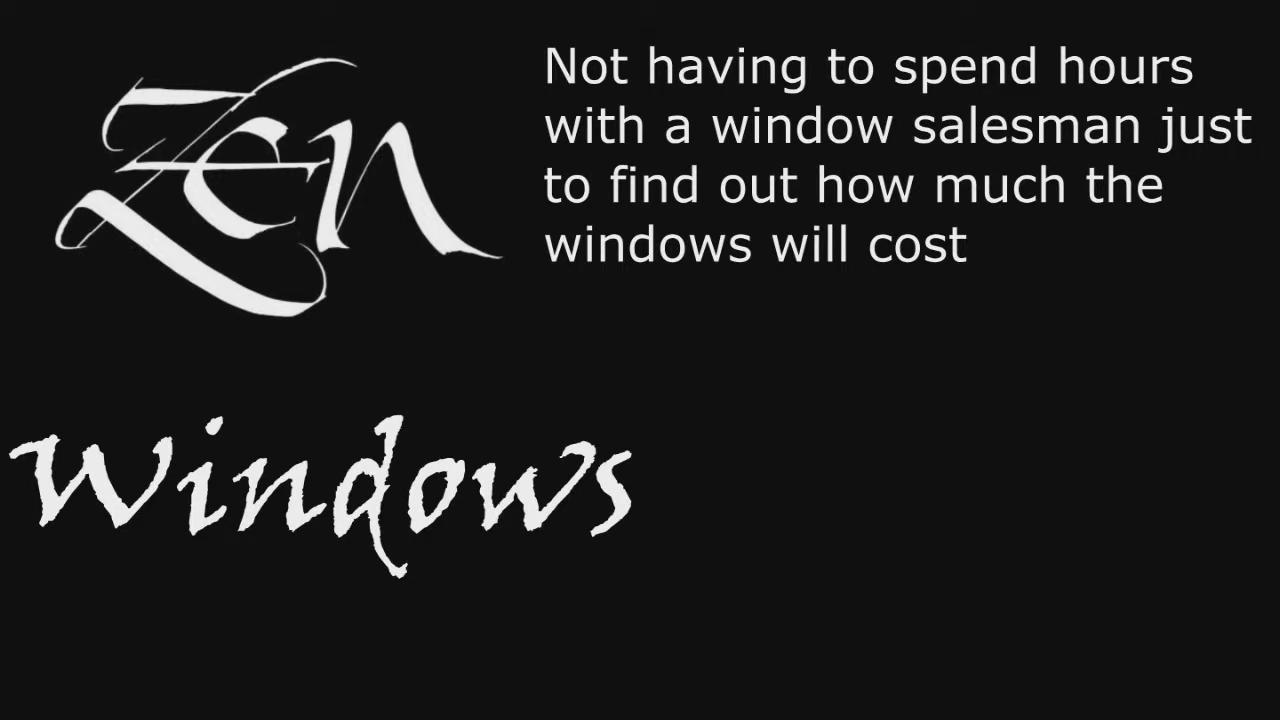 Zen
Not having to spend hours
with a window salesman just
to find out how much the
windows will cost
Windows